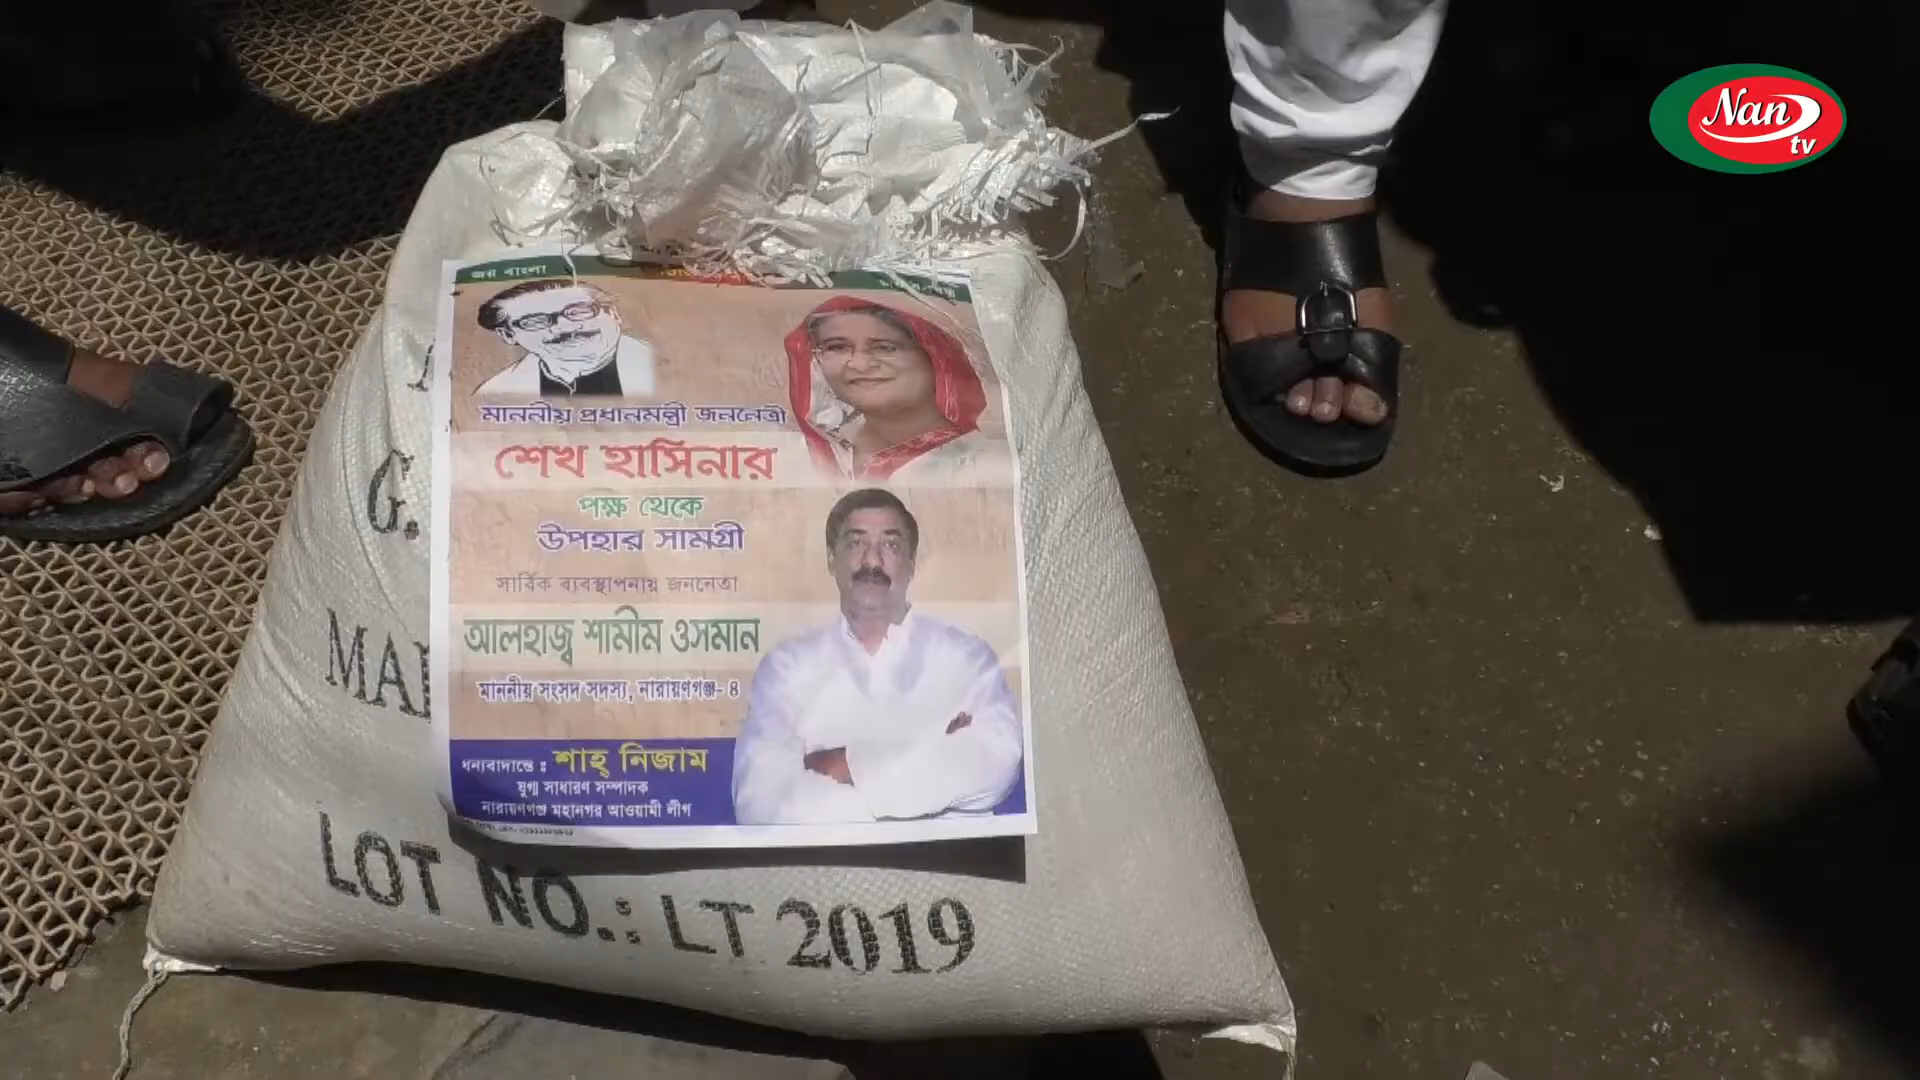 Nan
tv
জয় বাংলা
মাননীয় প্রধানমন্ত্রী জননেত্রী
শেখ হাসিনার
পক্ষ থেকে
উপহার সামগ্রী
সার্বিক ব্যবস্থাপনায় জননেতা
আলহাজ্ব শামীম ওসমান
মাননীয় সংসদ সদস্য, নারায়ণগঞ্জ- ৪
ধন্যবাদান্তে : শাহ্ নিজাম
যুগ্ম সাধারণ সম্পাদক
নারায়ণগঞ্জ মহানগর আওয়ামী লীগ
G.
MA
LOT NO.: LT 2019